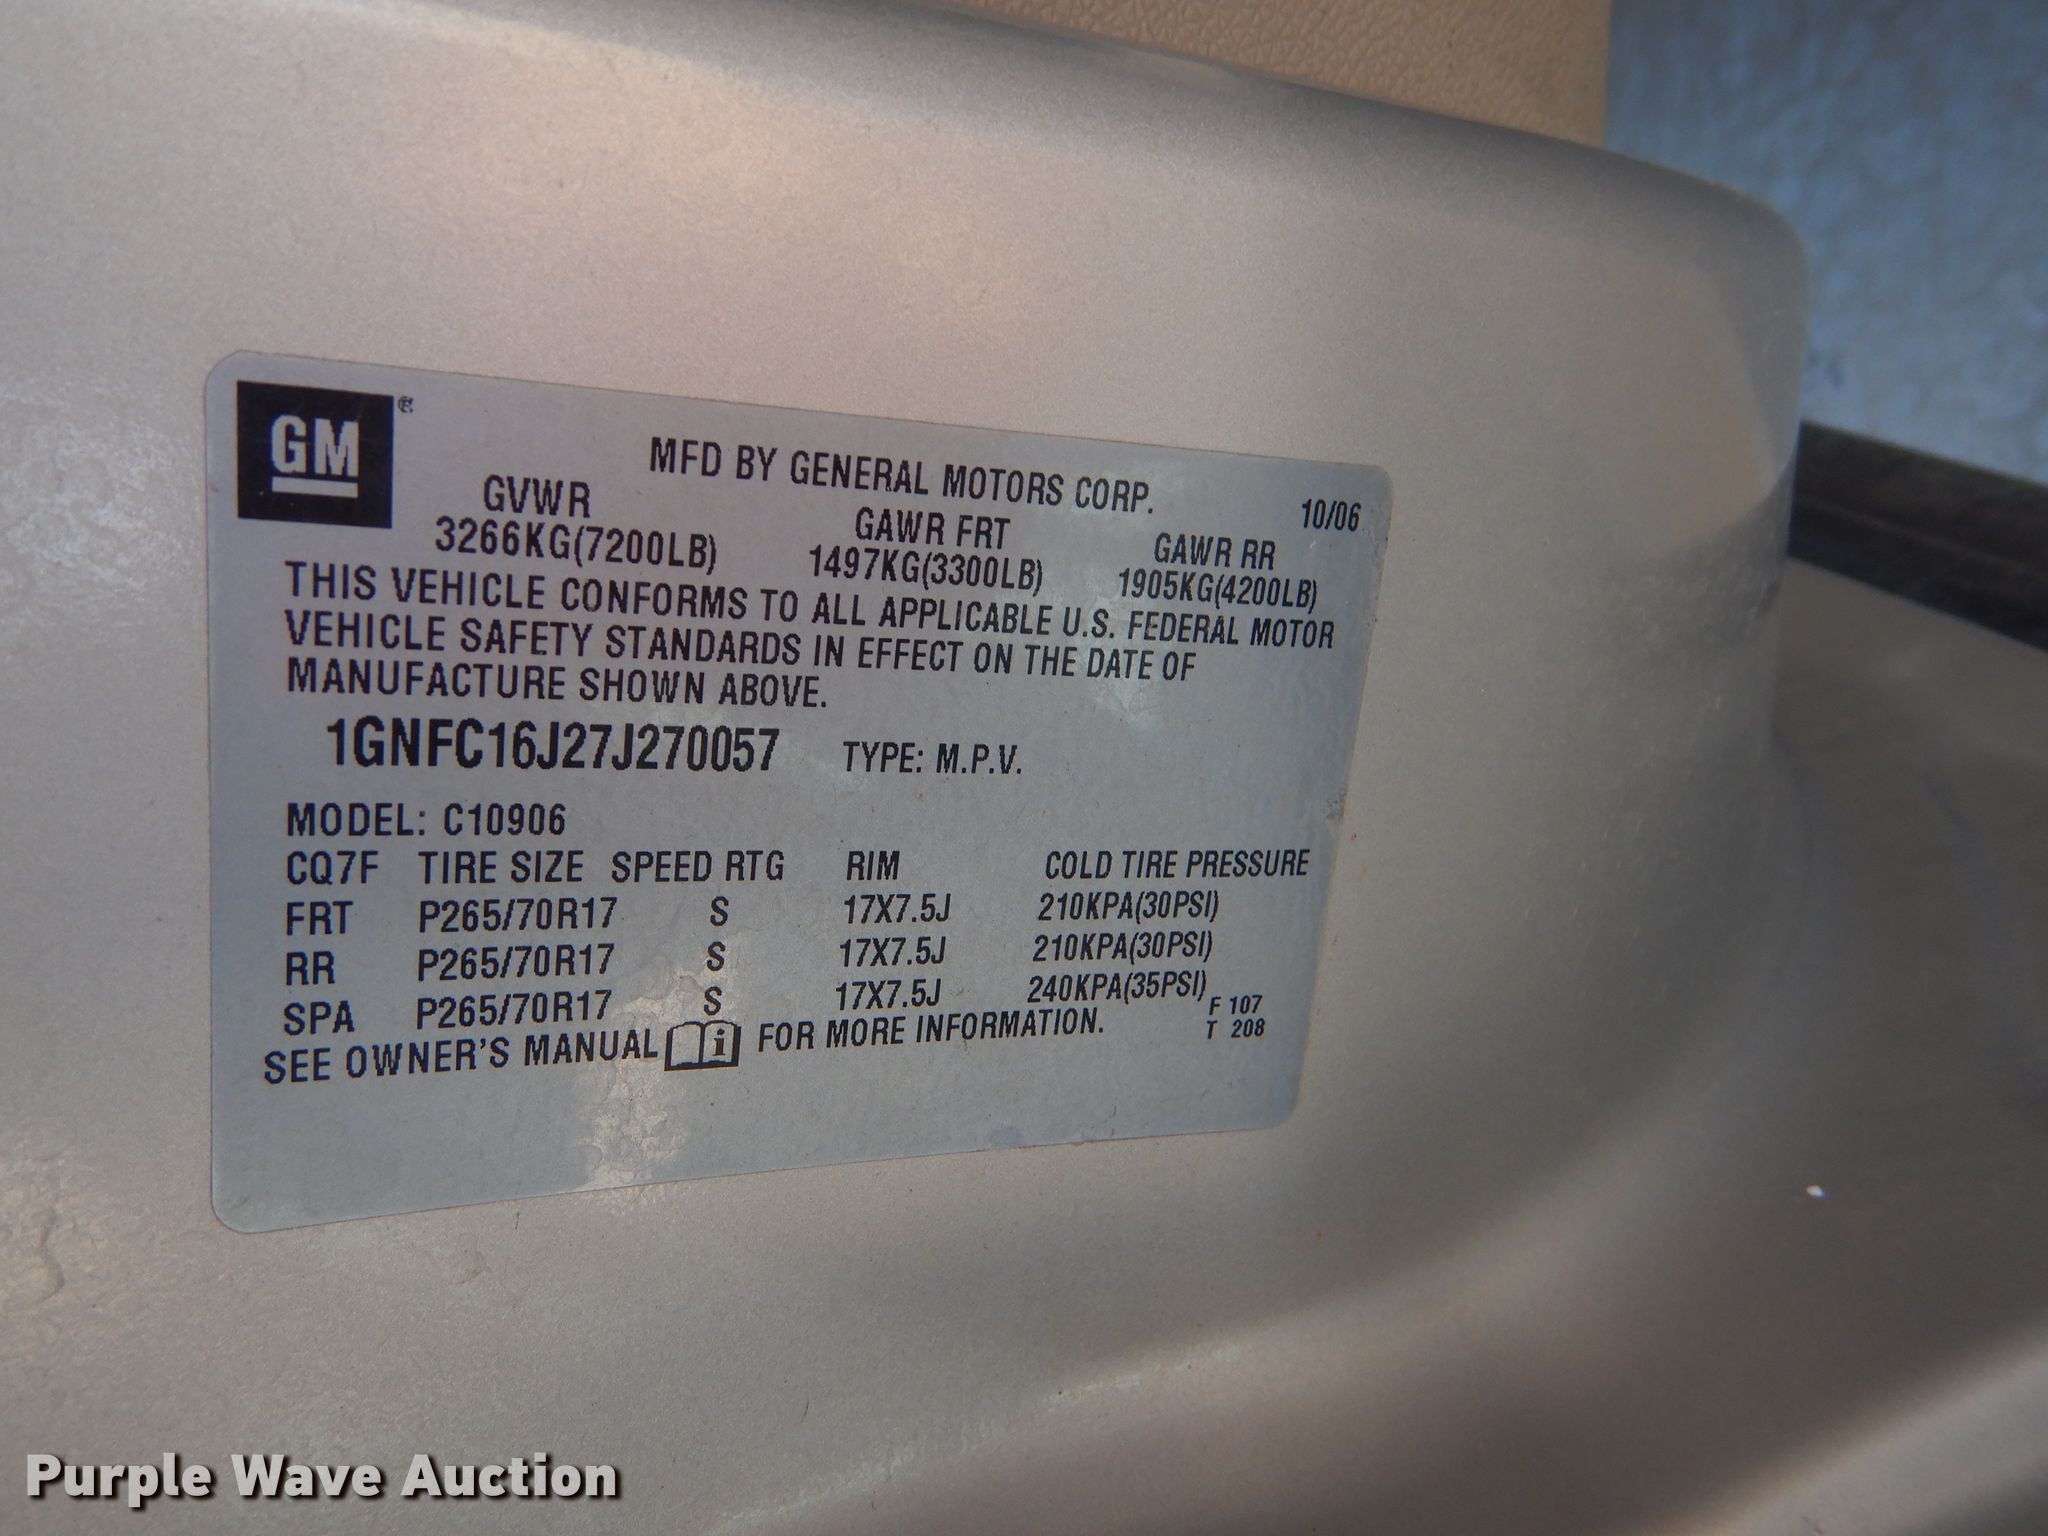 GM®
MFD BY GENERAL MOTORS CORP.
10/06
GVWR GAWR FRT GAWR RR
3266KG(7200LB) 1497KG(3300LB) 1905KG(4200LB)
THIS VEHICLE CONFORMS TO ALL APPLICABLE U.S. FEDERAL MOTOR
VEHICLE SAFETY STANDARDS IN EFFECT ON THE DATE OF
MANUFACTURE SHOWN ABOVE.
1GNFC16J27J270057 TYPE: M.P.V.
MODEL: C10906
CQ7F TIRE SIZE SPEED RTG RIM COLD TIRE PRESSURE
FRT P265/70R17 S 17X7.5J 210KPA(30PSI)
RR P265/70R17 S 17X7.5J 210KPA(30PSI)
SPA P265/70R17 S 17X7.5J 240KPA(35PSI)
SEE OWNER'S MANUAL i FOR MORE INFORMATION.
F 107
T 208
Purple Wave Auction